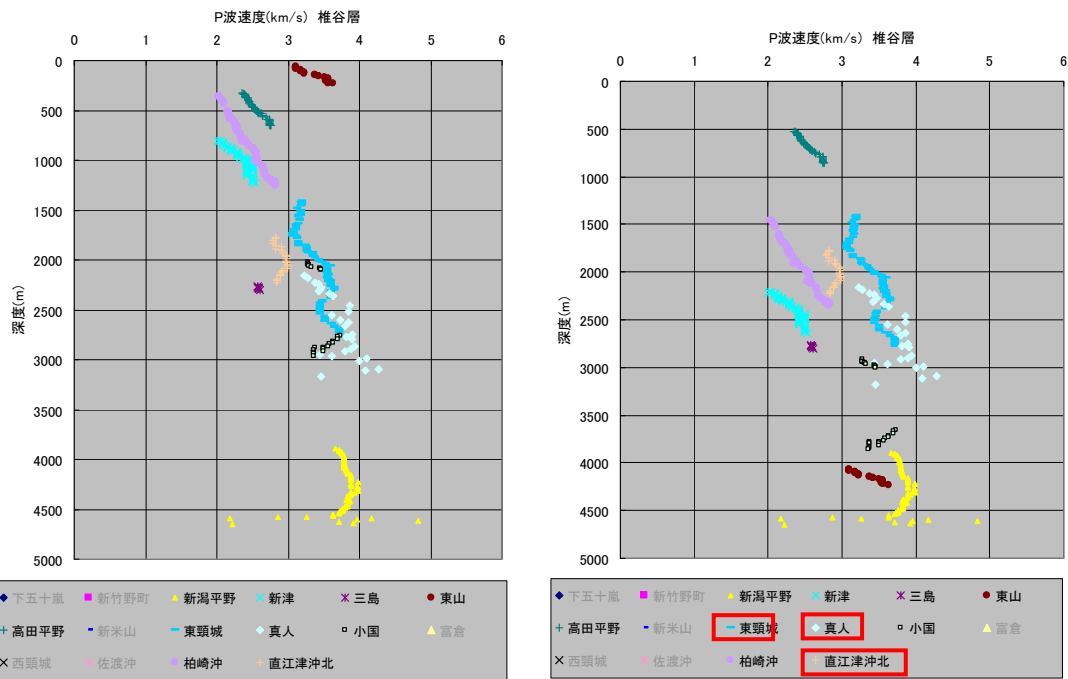 P波速度(km/s) 椎谷層
0 1 2 3 4 5 6
0
500
1000
1500
2000
2500
3000
3500
4000
4500
5000
深度(m)
下五十嵐 新竹野町 新潟平野 新津 三島 東山
高田平野 新米山 東頸城 真人 小国 富倉
西頸城 佐渡沖 柏崎沖 直江津沖北
P波速度(km/s) 椎谷層
0 1 2 3 4 5 6
0
500
1000
1500
2000
2500
3000
3500
4000
4500
5000
深度(m)
下五十嵐 新竹野町 新潟平野 新津 三島 東山
高田平野 新米山 東頸城 真人 小国 富倉
西頸城 佐渡沖 柏崎沖 直江津沖北